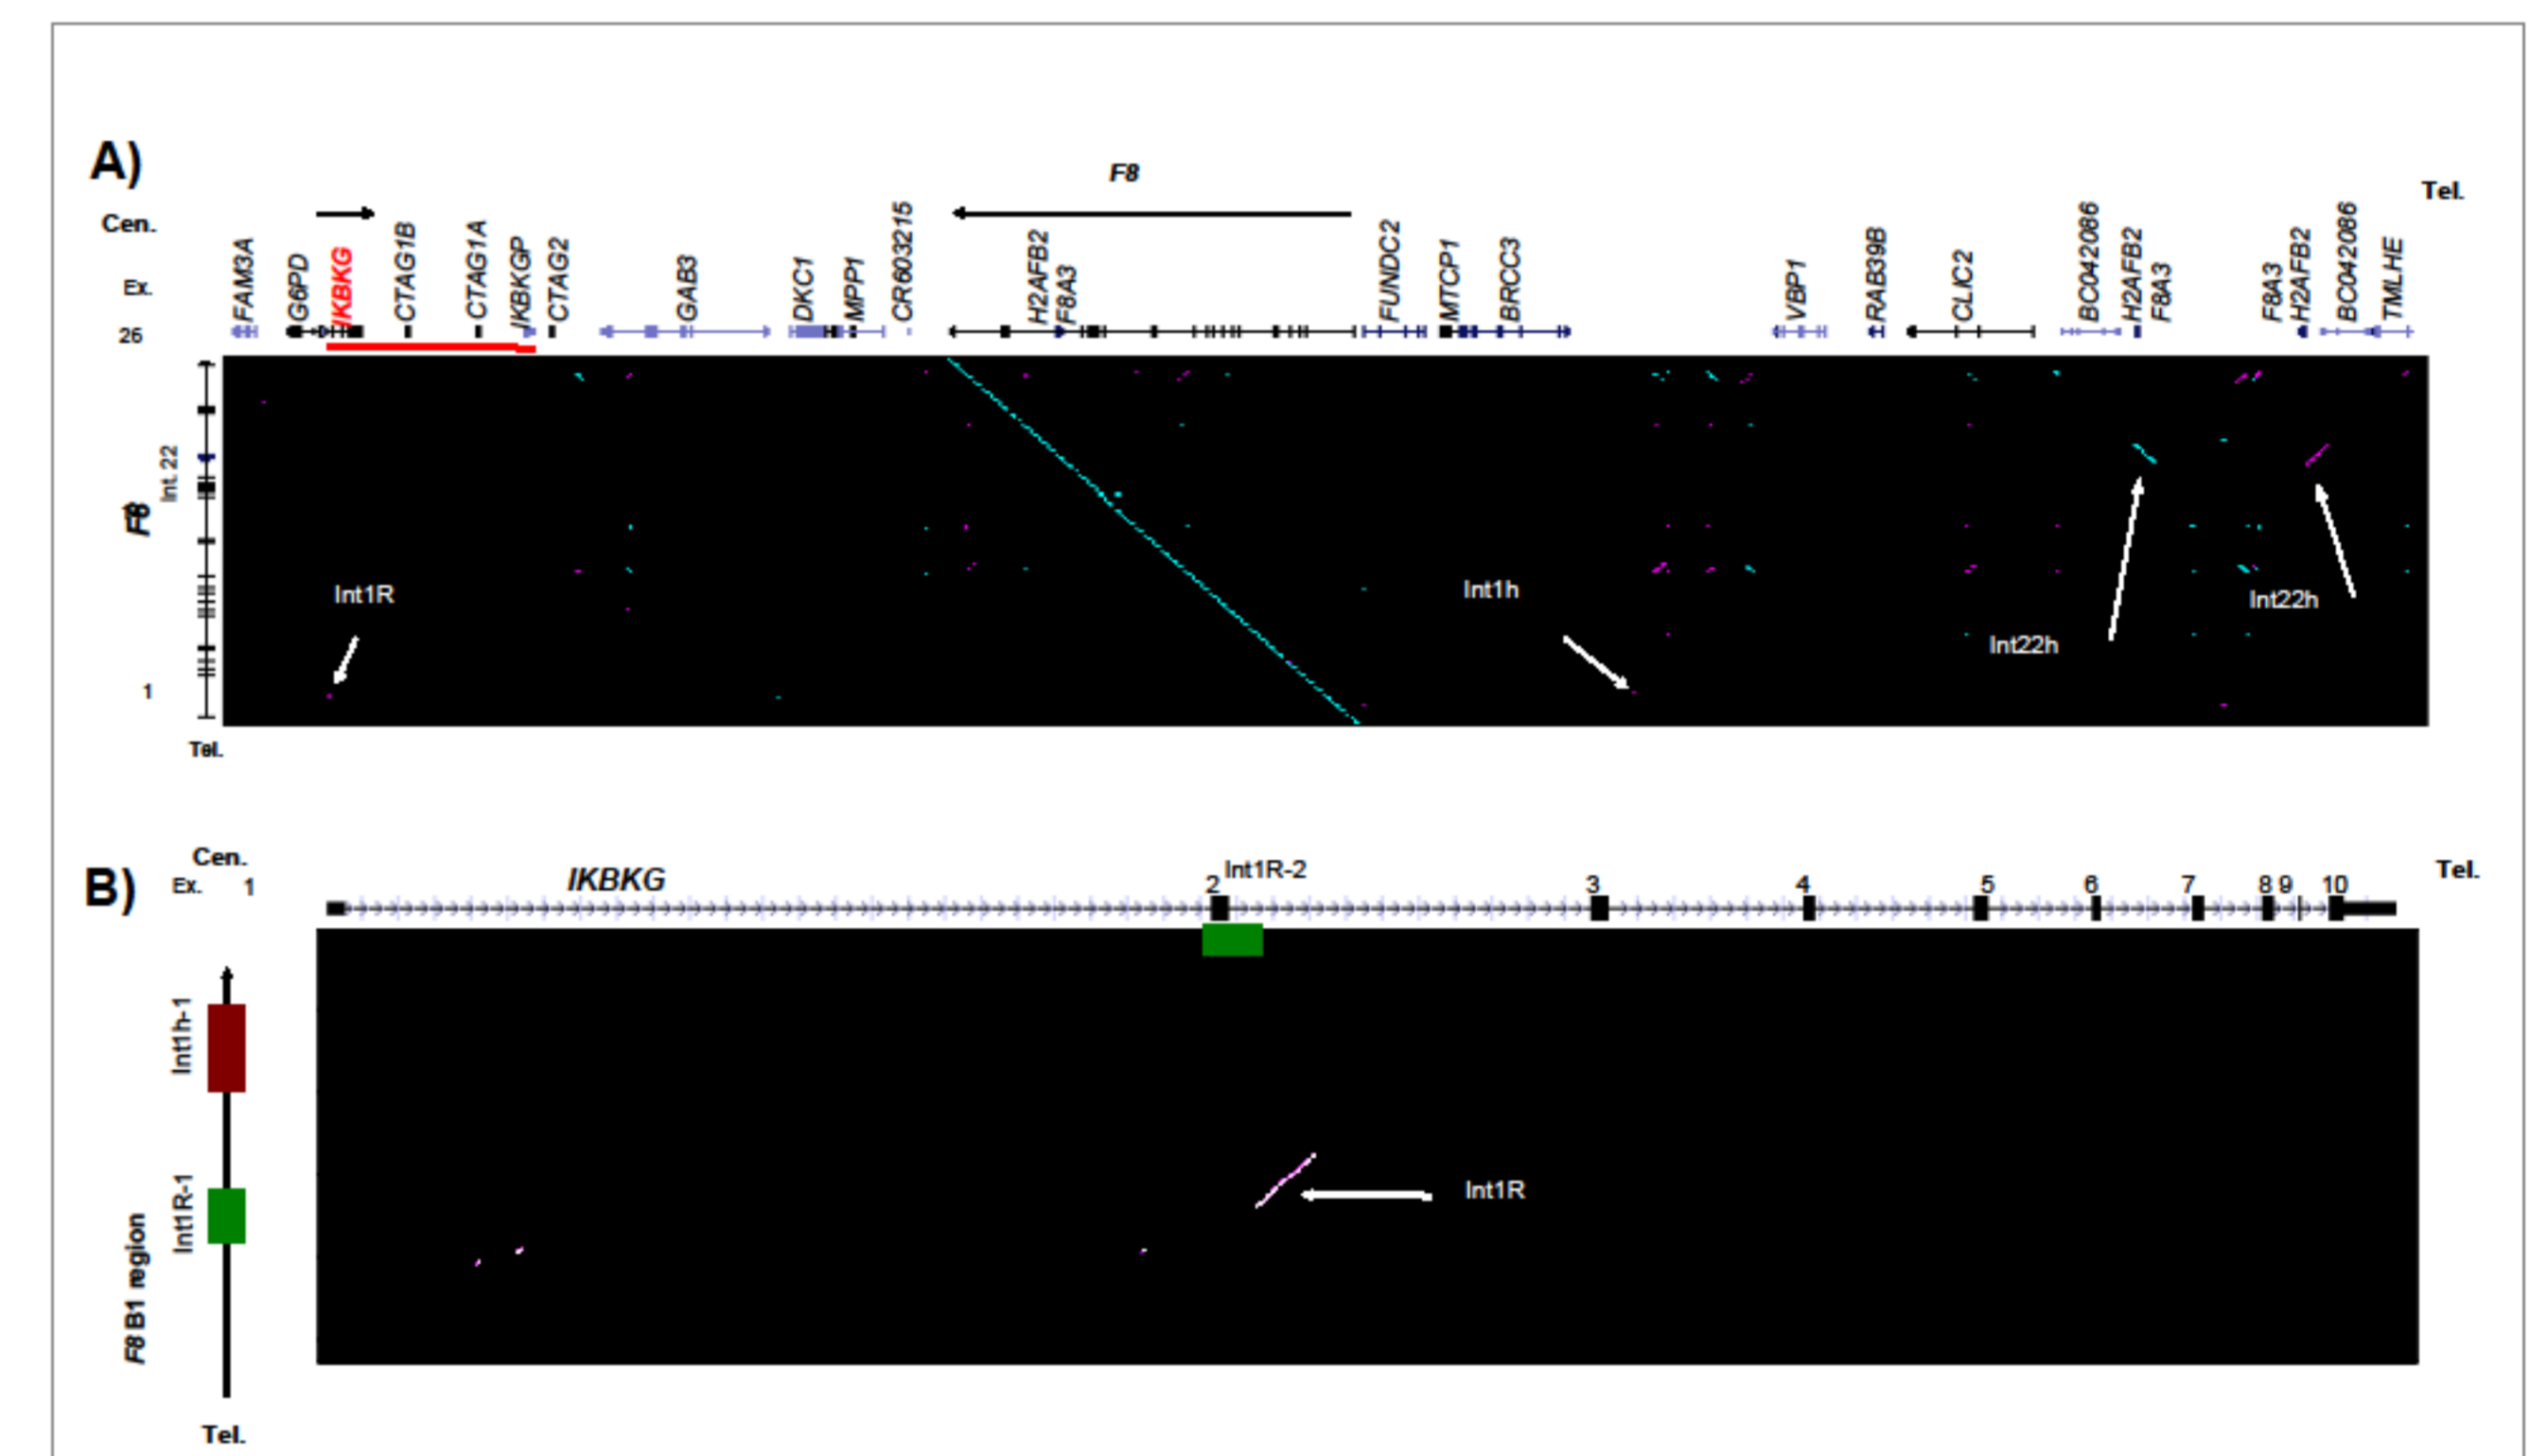 A)
F8
Tel.
Cen.
FAM3A
G6PD
IKBKG
CTAG1B
CTAG1A
IKBKGP
CTAG2
GAB3
DKC1
MPP1
CR603215
H2AFB2
F8A3
FUNDC2
MTCP1
BRCC3
VBP1
RAB39B
CLIC2
BC042086
H2AFB2
F8A3
F8A3
H2AFB2
BC042086
TMLHE
Ex.
26
Int.22
F8
Int1R
Int1h
Int22h
Int22h
1
Tel.
B)
Cen.
Ex. 1
IKBKG
2 Int1R-2
3 4 5 6 7 8 9 10
Tel.
Int1h-1
Int1R-1
Int1R
F8 B1 region
Tel.